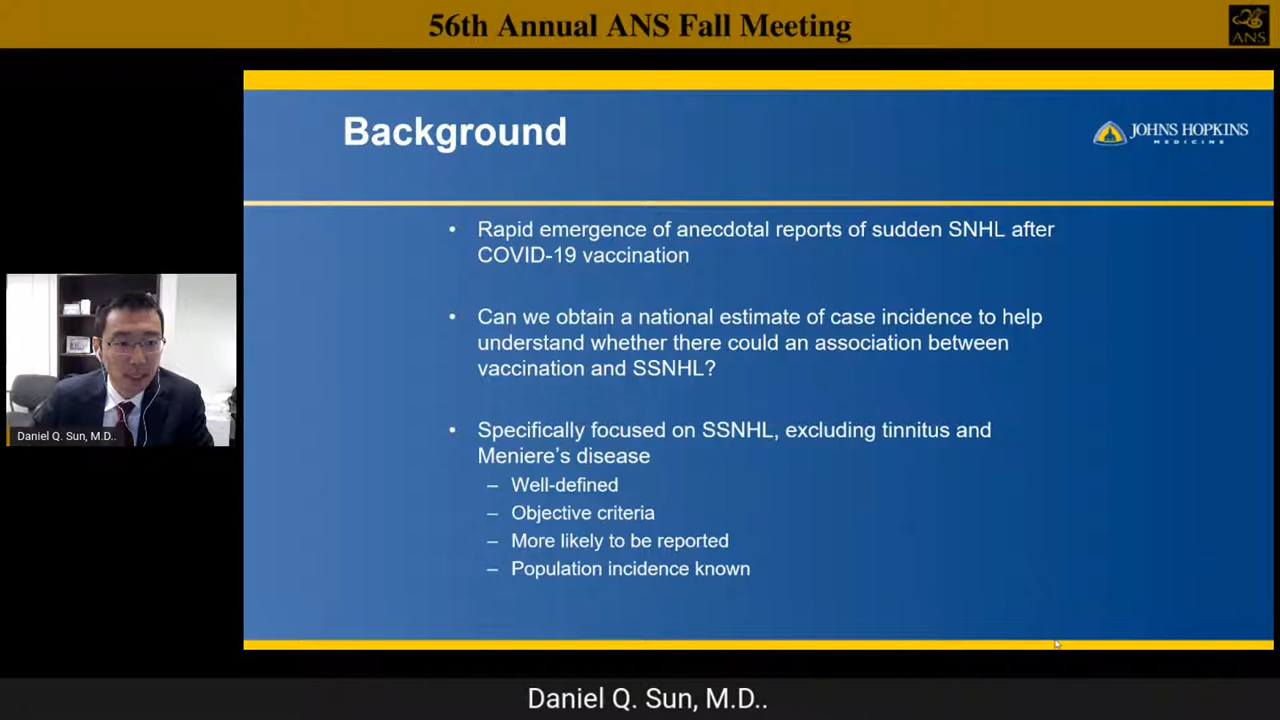 56th Annual ANS Fall Meeting
ANS
Background
JOHNS HOPKINS
MEDICINE
• Rapid emergence of anecdotal reports of sudden SNHL after
COVID-19 vaccination
• Can we obtain a national estimate of case incidence to help
understand whether there could an association between
vaccination and SSNHL?
• Specifically focused on SSNHL, excluding tinnitus and
Meniere's disease
– Well-defined
– Objective criteria
– More likely to be reported
– Population incidence known
Daniel Q. Sun, M.D..
Daniel Q. Sun, M.D..